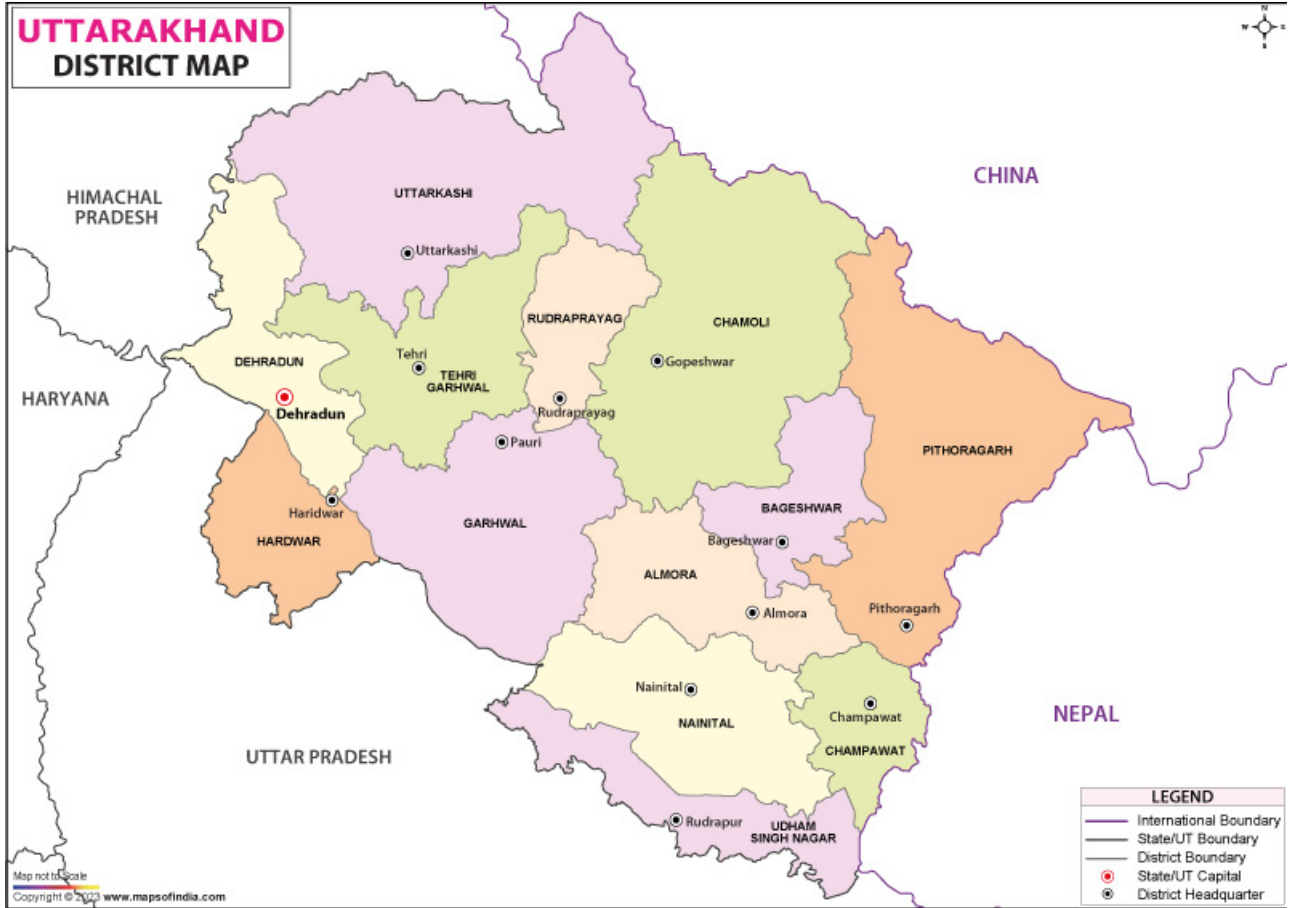 UTTARAKHAND
DISTRICT MAP
N
W
E
S
CHINA
HIMACHAL
PRADESH
UTTARKASHI
Uttarkashi
RUDRAPRAYAG
CHAMOLI
Tehri
Gopeshwar
DEHRADUN
TEHRI
GARHWAL
HARYANA
Dehradun
Rudraprayag
Pauri
PITHORAGARH
Haridwar
GARHWAL
BAGESHWAR
HARDWAR
Bageshwar
ALMORA
Almora
Pithoragarh
Nainital
NAINITAL
Champawat
NEPAL
CHAMPAWAT
UTTAR PRADESH
Rudrapur
UDHAM
SINGH NAGAR
LEGEND
International Boundary
State/UT Boundary
District Boundary
State/UT Capital
District Headquarter
Map not to Scale
Copyright © 2023 www.mapsofindia.com